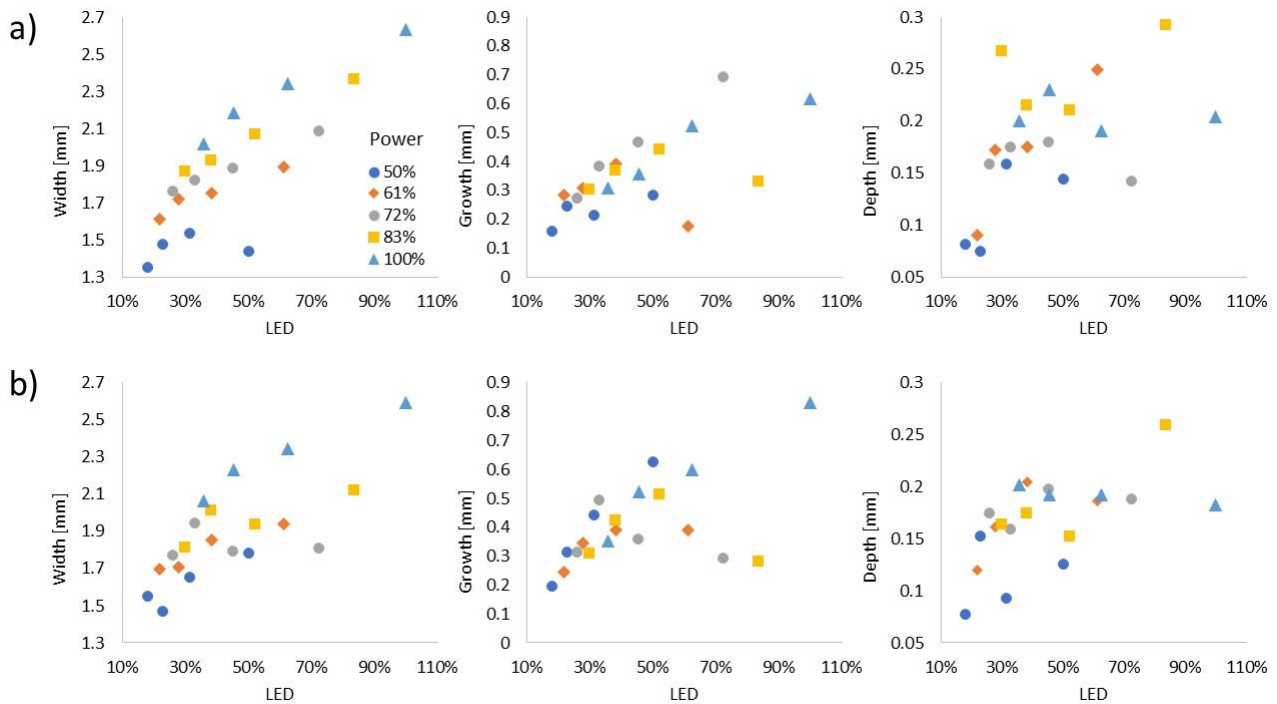 a)
Width [mm]
2.7
2.5
2.3
2.1
1.9
1.7
1.5
1.3
10% 30% 50% 70% 90% 110%
LED
Power
50%
61%
72%
83%
100%
Growth [mm]
0.9
0.8
0.7
0.6
0.5
0.4
0.3
0.2
0.1
0
10% 30% 50% 70% 90% 110%
LED
Depth [mm]
0.3
0.25
0.2
0.15
0.1
0.05
10% 30% 50% 70% 90% 110%
LED
b)
Width [mm]
2.7
2.5
2.3
2.1
1.9
1.7
1.5
1.3
10% 30% 50% 70% 90% 110%
LED
Growth [mm]
0.9
0.8
0.7
0.6
0.5
0.4
0.3
0.2
0.1
0
10% 30% 50% 70% 90% 110%
LED
Depth [mm]
0.3
0.25
0.2
0.15
0.1
0.05
10% 30% 50% 70% 90% 110%
LED